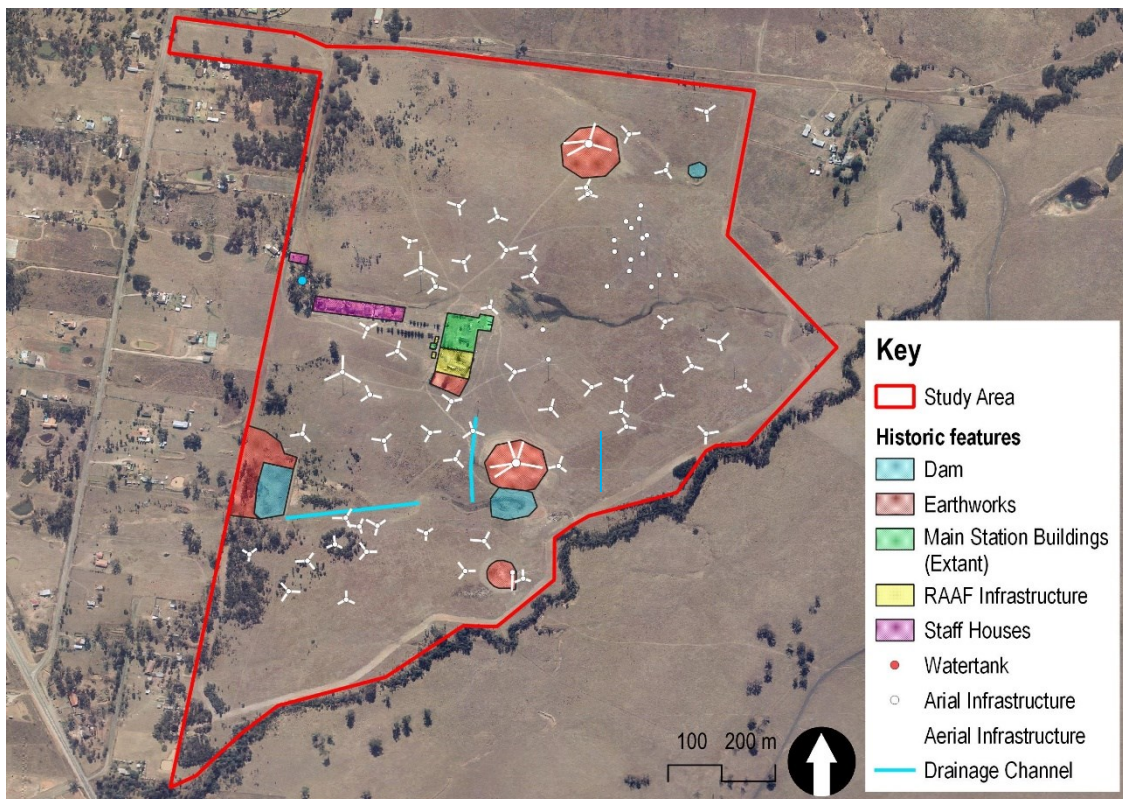 Key
Study Area
Historic features
Dam
Earthworks
Main Station Buildings
(Extant)
RAAF Infrastructure
Staff Houses
Watertank
Arial Infrastructure
Aerial Infrastructure
Drainage Channel
100 200 m